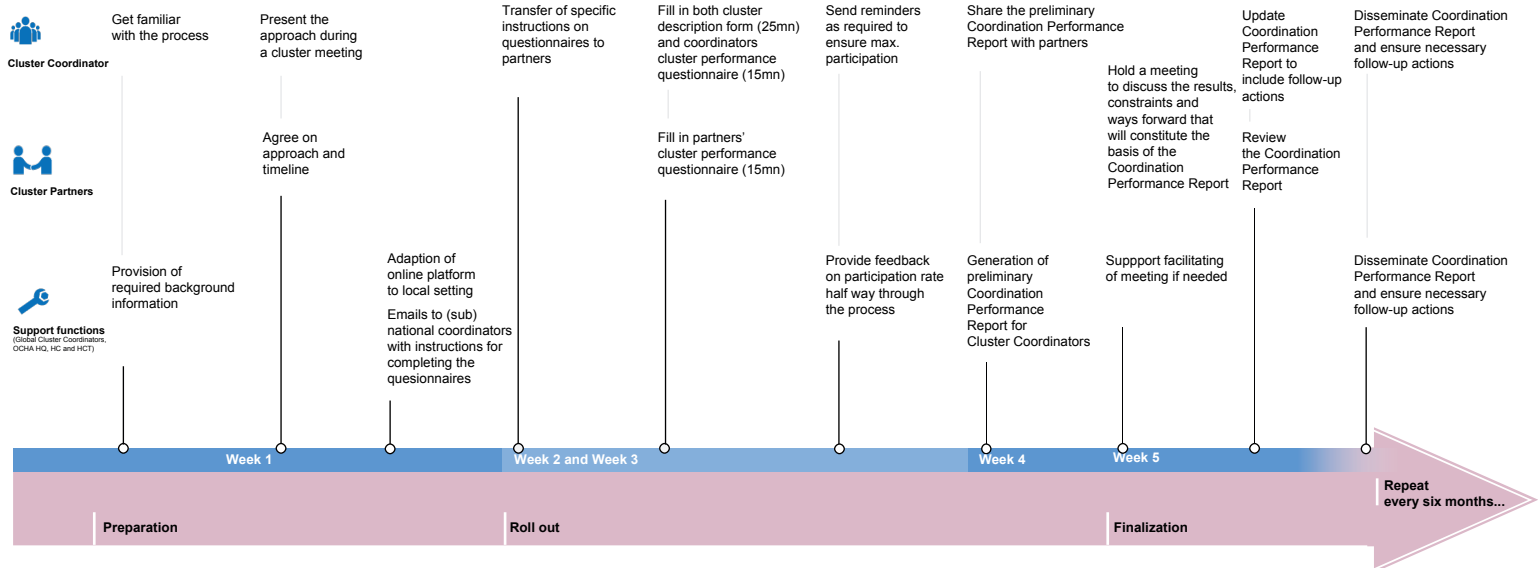 Get familiar
with the process
Present the
approach during
a cluster meeting
Transfer of specific
instructions on
questionnaires to
partners
Fill in both cluster
description form (25mn)
and coordinators
cluster performance
questionnaire (15mn)
Send reminders
as required to
ensure max.
participation
Share the preliminary
Coordination Performance
Report with partners
Update
Coordination
Performance
Report to
include follow-up
actions
Disseminate Coordination
Performance Report
and ensure necessary
follow-up actions
Cluster Coordinator
Hold a meeting
to discuss the results,
constraints and
ways forward that
will constitute the
basis of the
Coordination
Performance Report
Agree on
approach and
timeline
Fill in partners’
cluster performance
questionnaire (15mn)
Review
the Coordination
Performance
Report
Cluster Partners
Provision of
required background
information
Adaption of
online platform
to local setting
Emails to (sub)
national coordinators
with instructions for
completing the
quesionnaires
Provide feedback
on participation rate
half way through
the process
Generation of
preliminary
Coordination
Performance
Report for
Cluster Coordinators
Suppport facilitating
of meeting if needed
Disseminate Coordination
Performance Report
and ensure necessary
follow-up actions
Support functions
(Global Cluster Coordinators,
OCHA HQ, HC and HCT)
Week 1
Week 2 and Week 3
Week 4
Week 5
Repeat
every six months...
Preparation
Roll out
Finalization